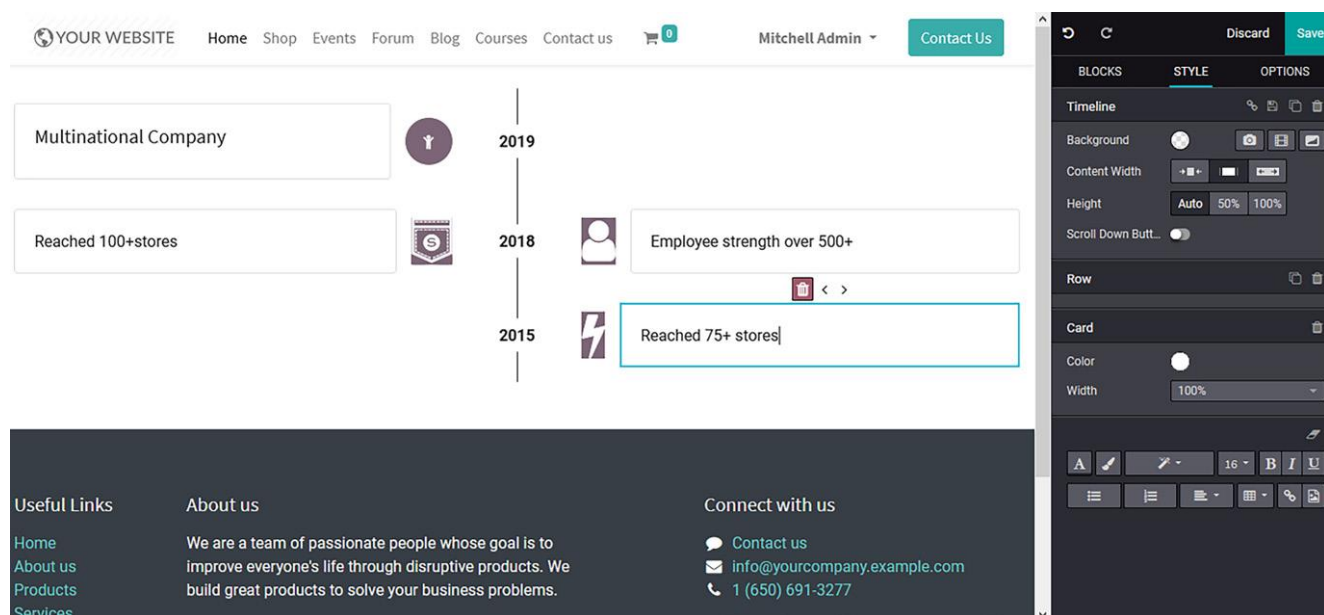 YOUR WEBSITE Home Shop Events Forum Blog Courses Contact us 0 Mitchell Admin Contact Us
Multinational Company
2019
Reached 100+stores
2018
Employee strength over 500+
2015
Reached 75+ stores
Useful Links
Home
About us
Products
Services
About us
We are a team of passionate people whose goal is to
improve everyone's life through disruptive products. We
build great products to solve your business problems.
Connect with us
Contact us
info@yourcompany.example.com
1 (650) 691-3277
Discard Save
BLOCKS STYLE OPTIONS
Timeline
Background
Content Width
Height Auto 50% 100%
Scroll Down Butt...
Row
Card
Color
Width 100%
A 16 B I U